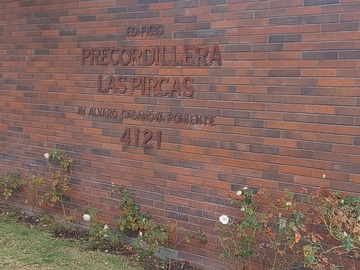 EDIFICIO
PRECORDILLERA
LAS PIRCAS
AV ALVARO CASANOVA PONIENTE
4121